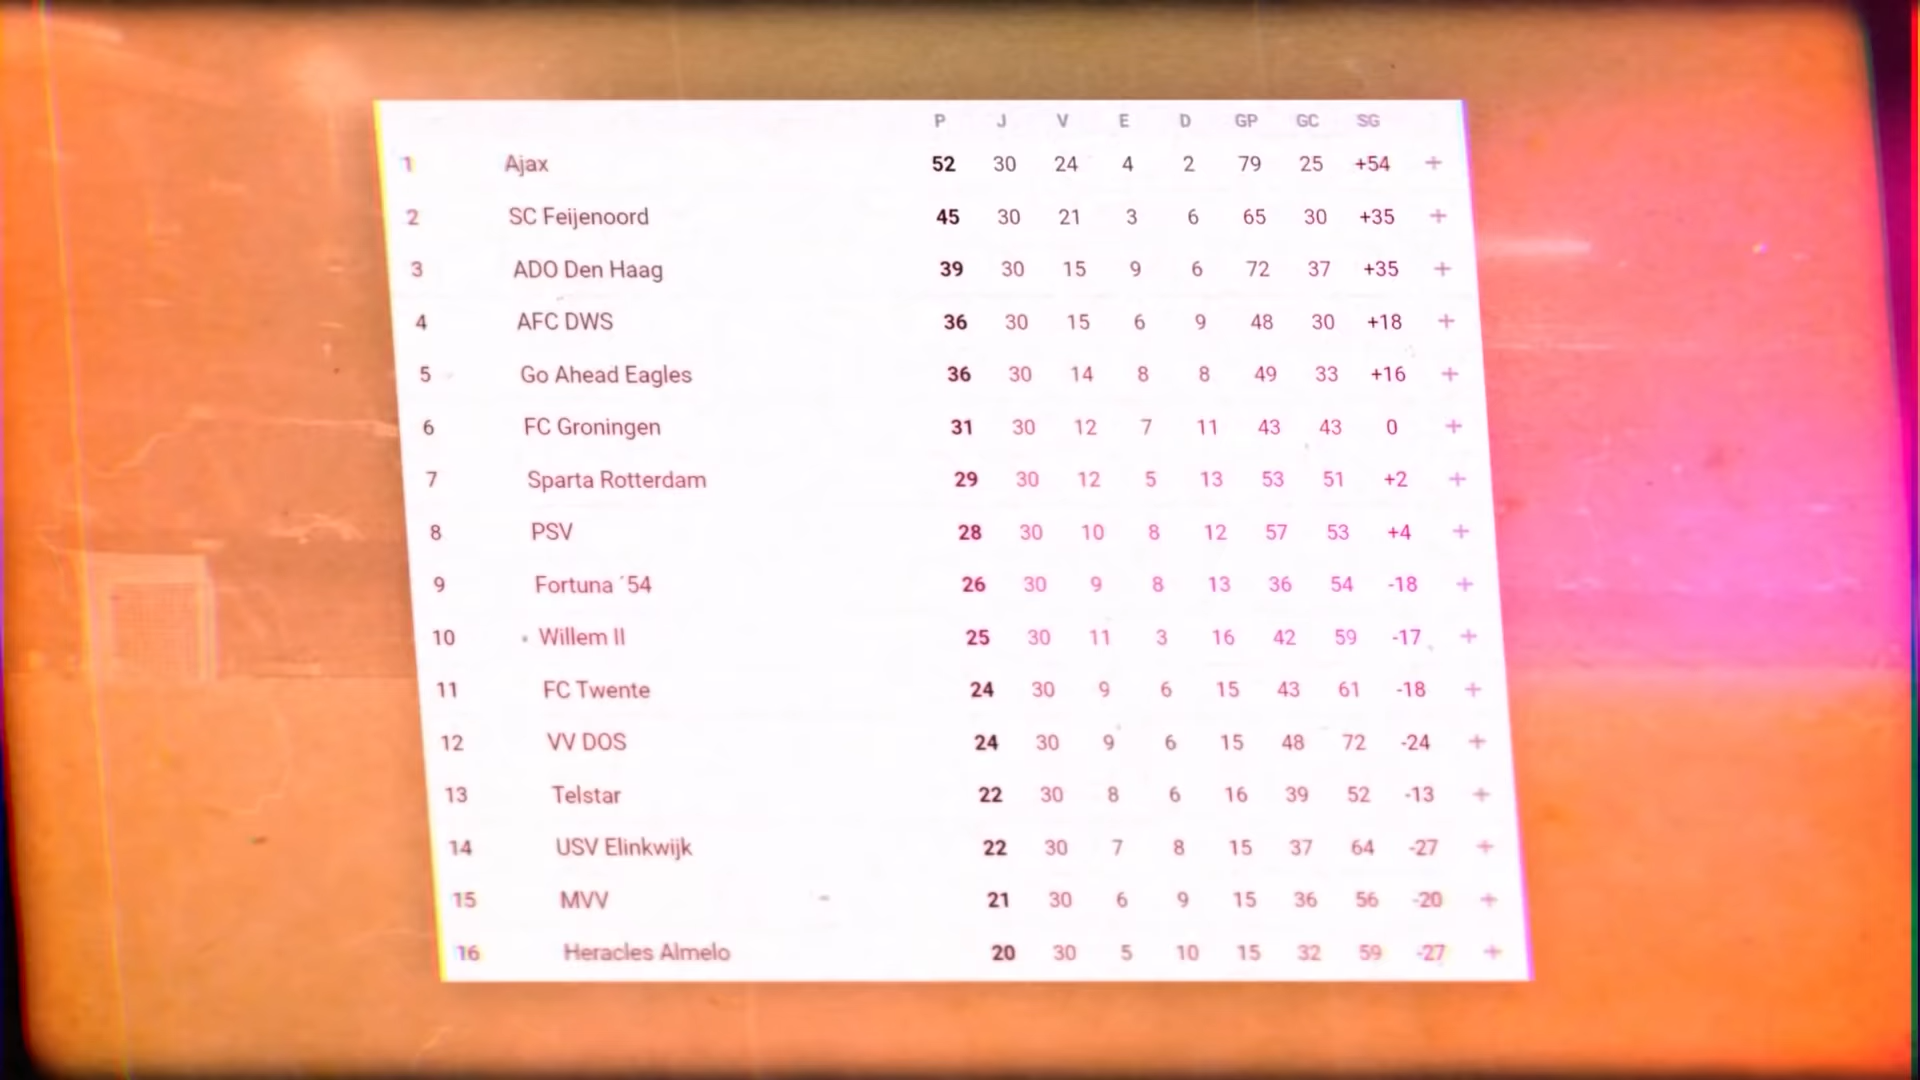 P J V E D GP GC SG
1 Ajax 52 30 24 4 2 79 25 +54 +
2 SC Feijenoord 45 30 21 3 6 65 30 +35 +
3 ADO Den Haag 39 30 15 9 6 72 37 +35 +
4 AFC DWS 36 30 15 6 9 48 30 +18 +
5 Go Ahead Eagles 36 30 14 8 8 49 33 +16 +
6 FC Groningen 31 30 12 7 11 43 43 0 +
7 Sparta Rotterdam 29 30 12 5 13 53 51 +2 +
8 PSV 28 30 10 8 12 57 53 +4 +
9 Fortuna ´54 26 30 9 8 13 36 54 -18 +
10 Willem II 25 30 11 3 16 42 59 -17 +
11 FC Twente 24 30 9 6 15 43 61 -18 +
12 VV DOS 24 30 9 6 15 48 72 -24 +
13 Telstar 22 30 8 6 16 39 52 -13 +
14 USV Elinkwijk 22 30 7 8 15 37 64 -27 +
15 MVV 21 30 6 9 15 36 56 -20 +
16 Heracles Almelo 20 30 5 10 15 32 59 -27 +